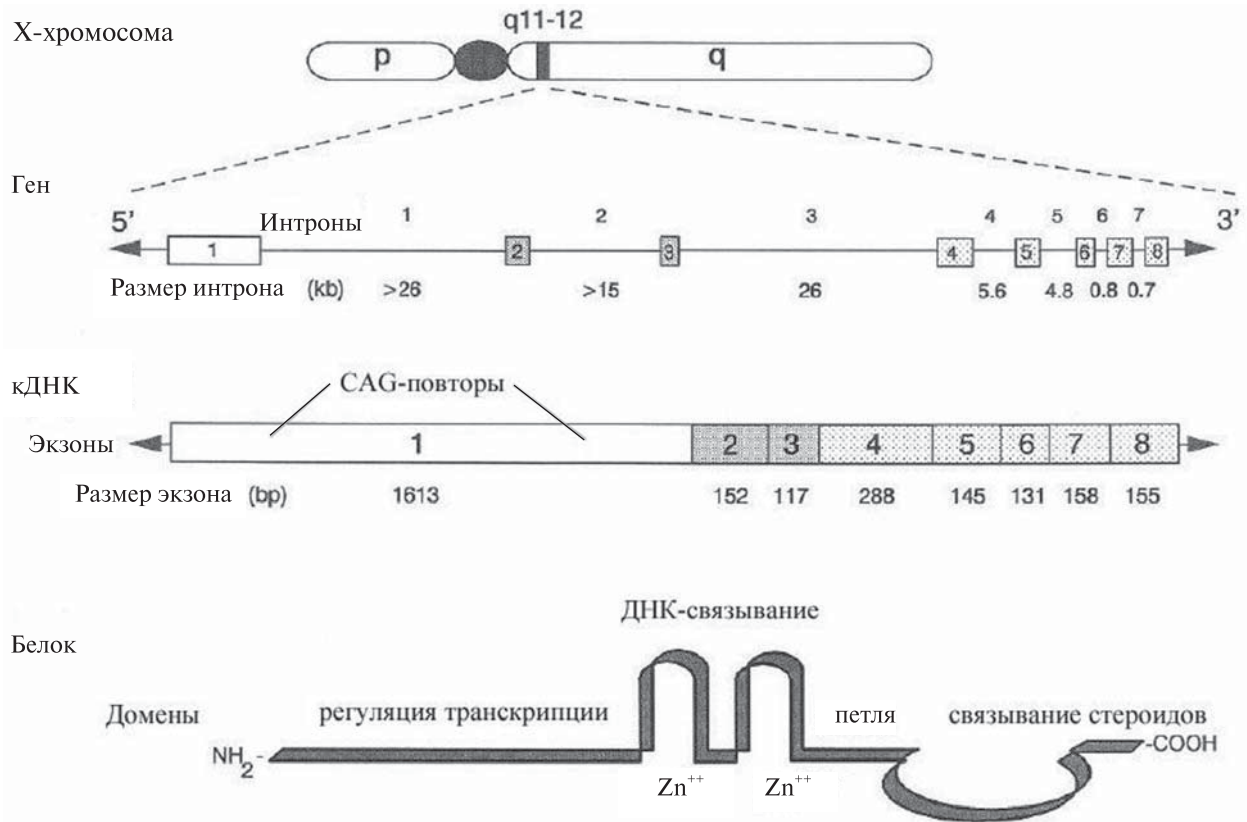 q11-12
Х-хромосома
p q
Ген
5’ Интроны 1 2 3 4 5 6 7 3’
1 2 3 4 5 6 7 8
Размер интрона (kb) >26 >15 26 5.6 4.8 0.8 0.7
кДНК
CAG-повторы
Экзоны 1 2 3 4 5 6 7 8
Размер экзона (bp) 1613 152 117 288 145 131 158 155
ДНК-связывание
Белок
Домены регуляция транскрипции петля связывание стероидов
NH2- -COOH
Zn++ Zn++